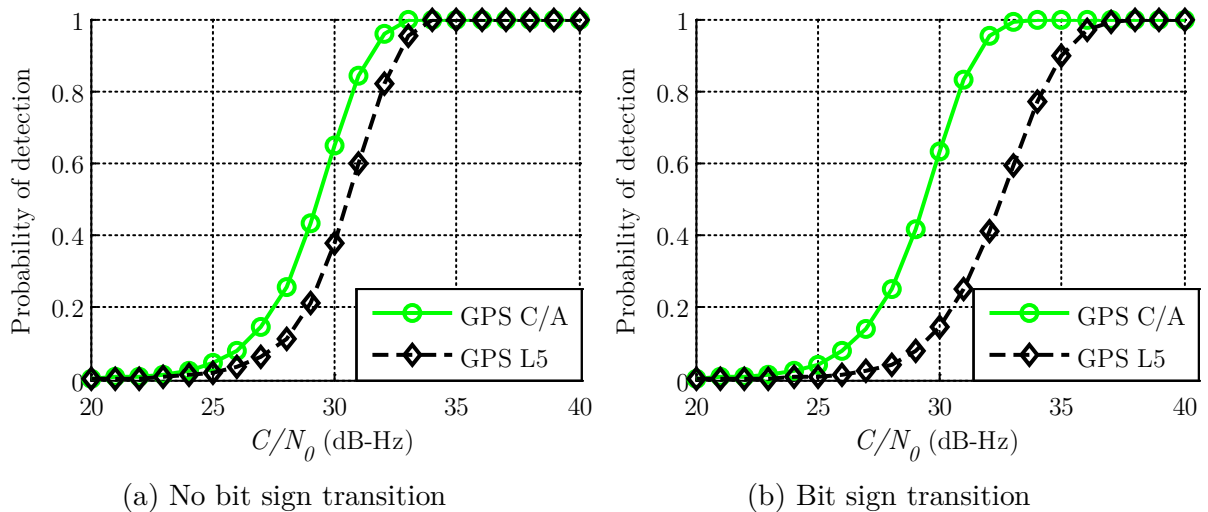 1
0.8
0.6
0.4
0.2
0
Probability of detection
20 25 30 35 40
C/N₀ (dB-Hz)
GPS C/A
GPS L5
(a) No bit sign transition
1
0.8
0.6
0.4
0.2
0
Probability of detection
20 25 30 35 40
C/N₀ (dB-Hz)
GPS C/A
GPS L5
(b) Bit sign transition